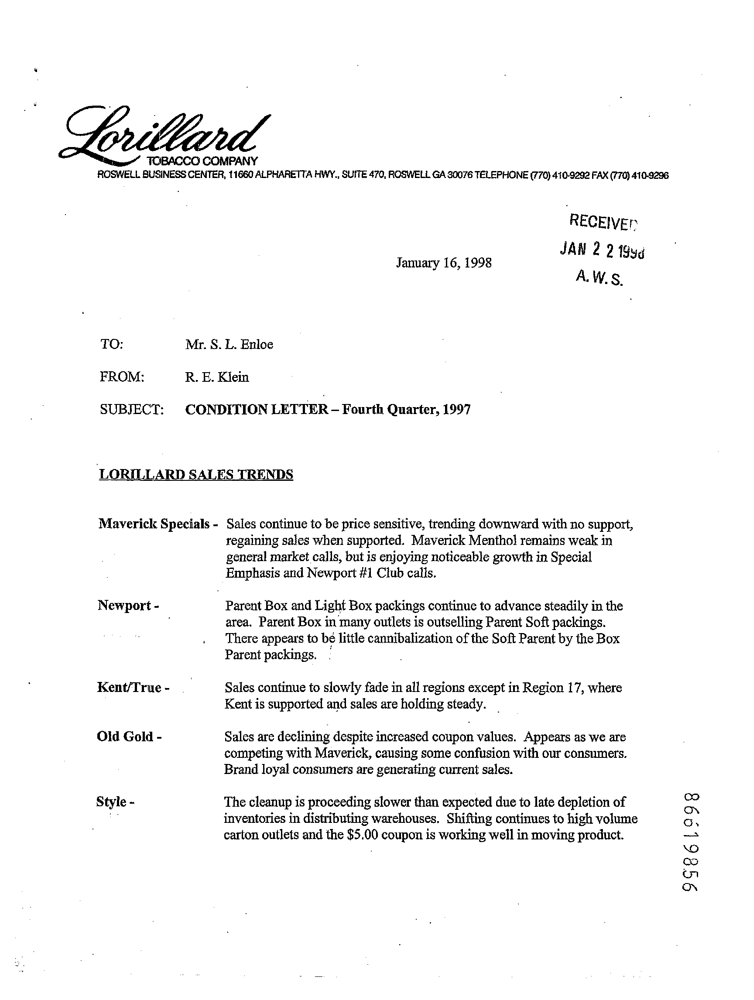 Lorillard
TOBACCO COMPANY
ROSWELL BUSINESS CENTER, 11660 ALPHARETTA HWY., SUITE 470, ROSWELL GA 30076 TELEPHONE (770) 410-9292 FAX (770) 410-9296
RECEIVED
JAN 22 1998
A. W. S.
January 16, 1998
TO: Mr. S. L. Enloe
FROM: R. E. Klein
SUBJECT: CONDITION LETTER – Fourth Quarter, 1997
LORILLARD SALES TRENDS
Maverick Specials - Sales continue to be price sensitive, trending downward with no support,
regaining sales when supported. Maverick Menthol remains weak in
general market calls, but is enjoying noticeable growth in Special
Emphasis and Newport #1 Club calls.
Newport - Parent Box and Light Box packings continue to advance steadily in the
area. Parent Box in many outlets is outselling Parent Soft packings.
There appears to be little cannibalization of the Soft Parent by the Box
Parent packings.
Kent/True - Sales continue to slowly fade in all regions except in Region 17, where
Kent is supported and sales are holding steady.
Old Gold - Sales are declining despite increased coupon values. Appears as we are
competing with Maverick, causing some confusion with our consumers.
Brand loyal consumers are generating current sales.
Style - The cleanup is proceeding slower than expected due to late depletion of
inventories in distributing warehouses. Shifting continues to high volume
carton outlets and the $5.00 coupon is working well in moving product.
86619856